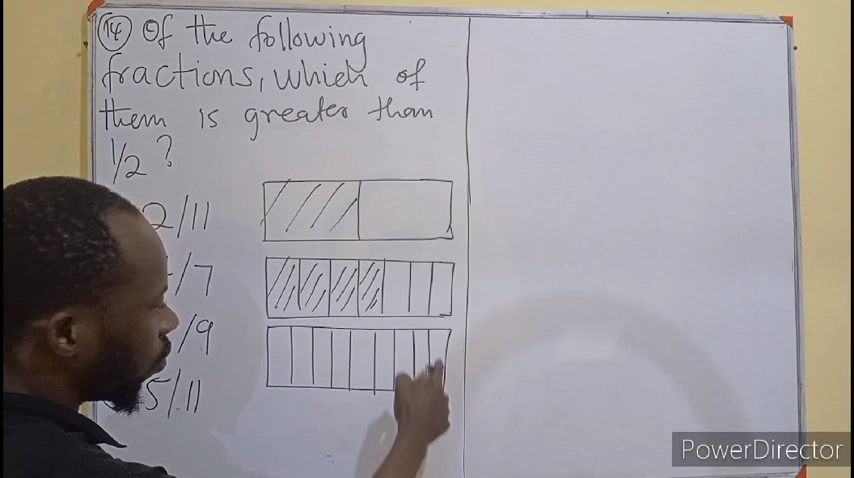 14 Of the following
fractions, which of
them is greater than
1/2 ?
2/11
/7
/9
5/11
PowerDirector